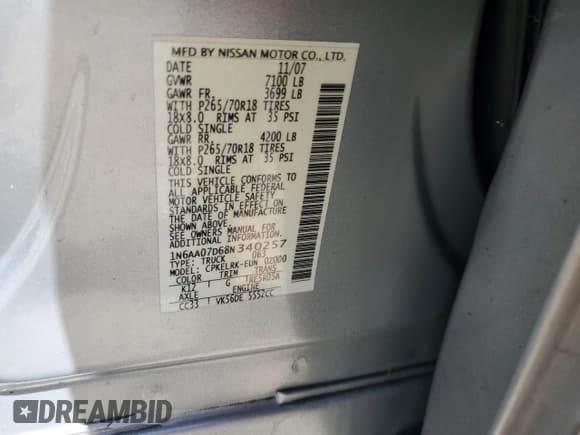 MFD BY NISSAN MOTOR CO., LTD.
DATE 11/07
GVWR 7100 LB
GAWR FR. 3699 LB
WITH P265/70R18 TIRES
18x8.0 RIMS AT 35 PSI
COLD SINGLE
GAWR RR. 4200 LB
WITH P265/70R18 TIRES
18x8.0 RIMS AT 35 PSI
COLD SINGLE
THIS VEHICLE CONFORMS TO
ALL APPLICABLE FEDERAL
MOTOR VEHICLE SAFETY
STANDARDS IN EFFECT ON
THE DATE OF MANUFACTURE
SHOWN ABOVE.
SEE OWNERS MANUAL FOR
ADDITIONAL INFORMATION.
1N6AA07D68N340257
TYPE: TRUCK 063
MODEL: CPKELRK-EUN 02000
COLOR TRIM TRANS
K12 G TRE5R05A
AXLE ENGINE
CC33 VK56DE 5552CC
DREAMBID